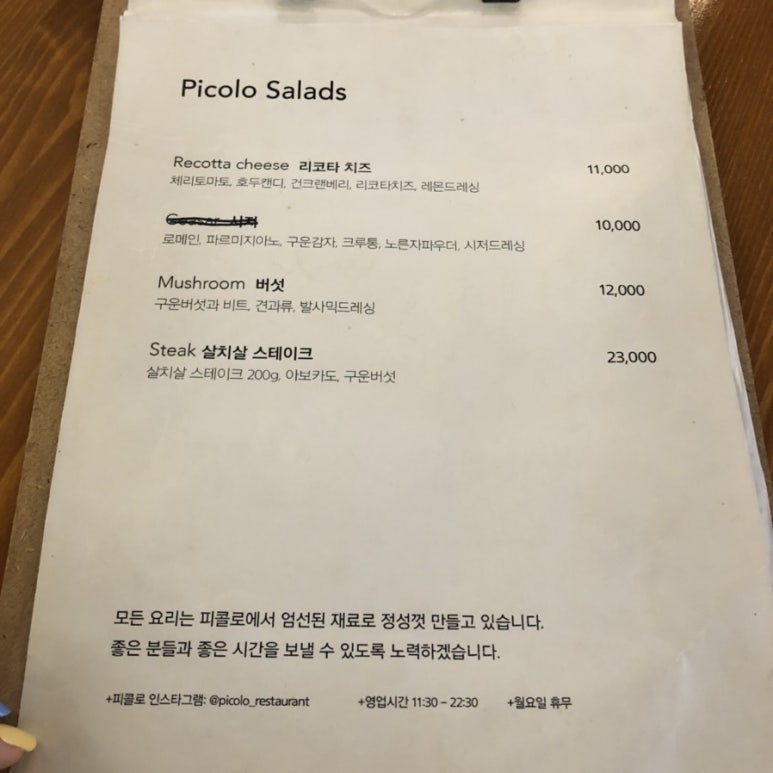 Picolo Salads
Recotta cheese 리코타 치즈 11,000
체리토마토, 호두캔디, 건크랜베리, 리코타치즈, 레몬드레싱
Ceasar 시저 10,000
로메인, 파르미지아노, 구운감자, 크루통, 노른자파우더, 시저드레싱
Mushroom 버섯 12,000
구운버섯과 비트, 견과류, 발사믹드레싱
Steak 살치살 스테이크 23,000
살치살 스테이크 200g, 아보카도, 구운버섯
모든 요리는 피콜로에서 엄선된 재료로 정성껏 만들고 있습니다.
좋은 분들과 좋은 시간을 보낼 수 있도록 노력하겠습니다.
+피콜로 인스타그램: @picolo_restaurant +영업시간 11:30 – 22:30 +월요일 휴무